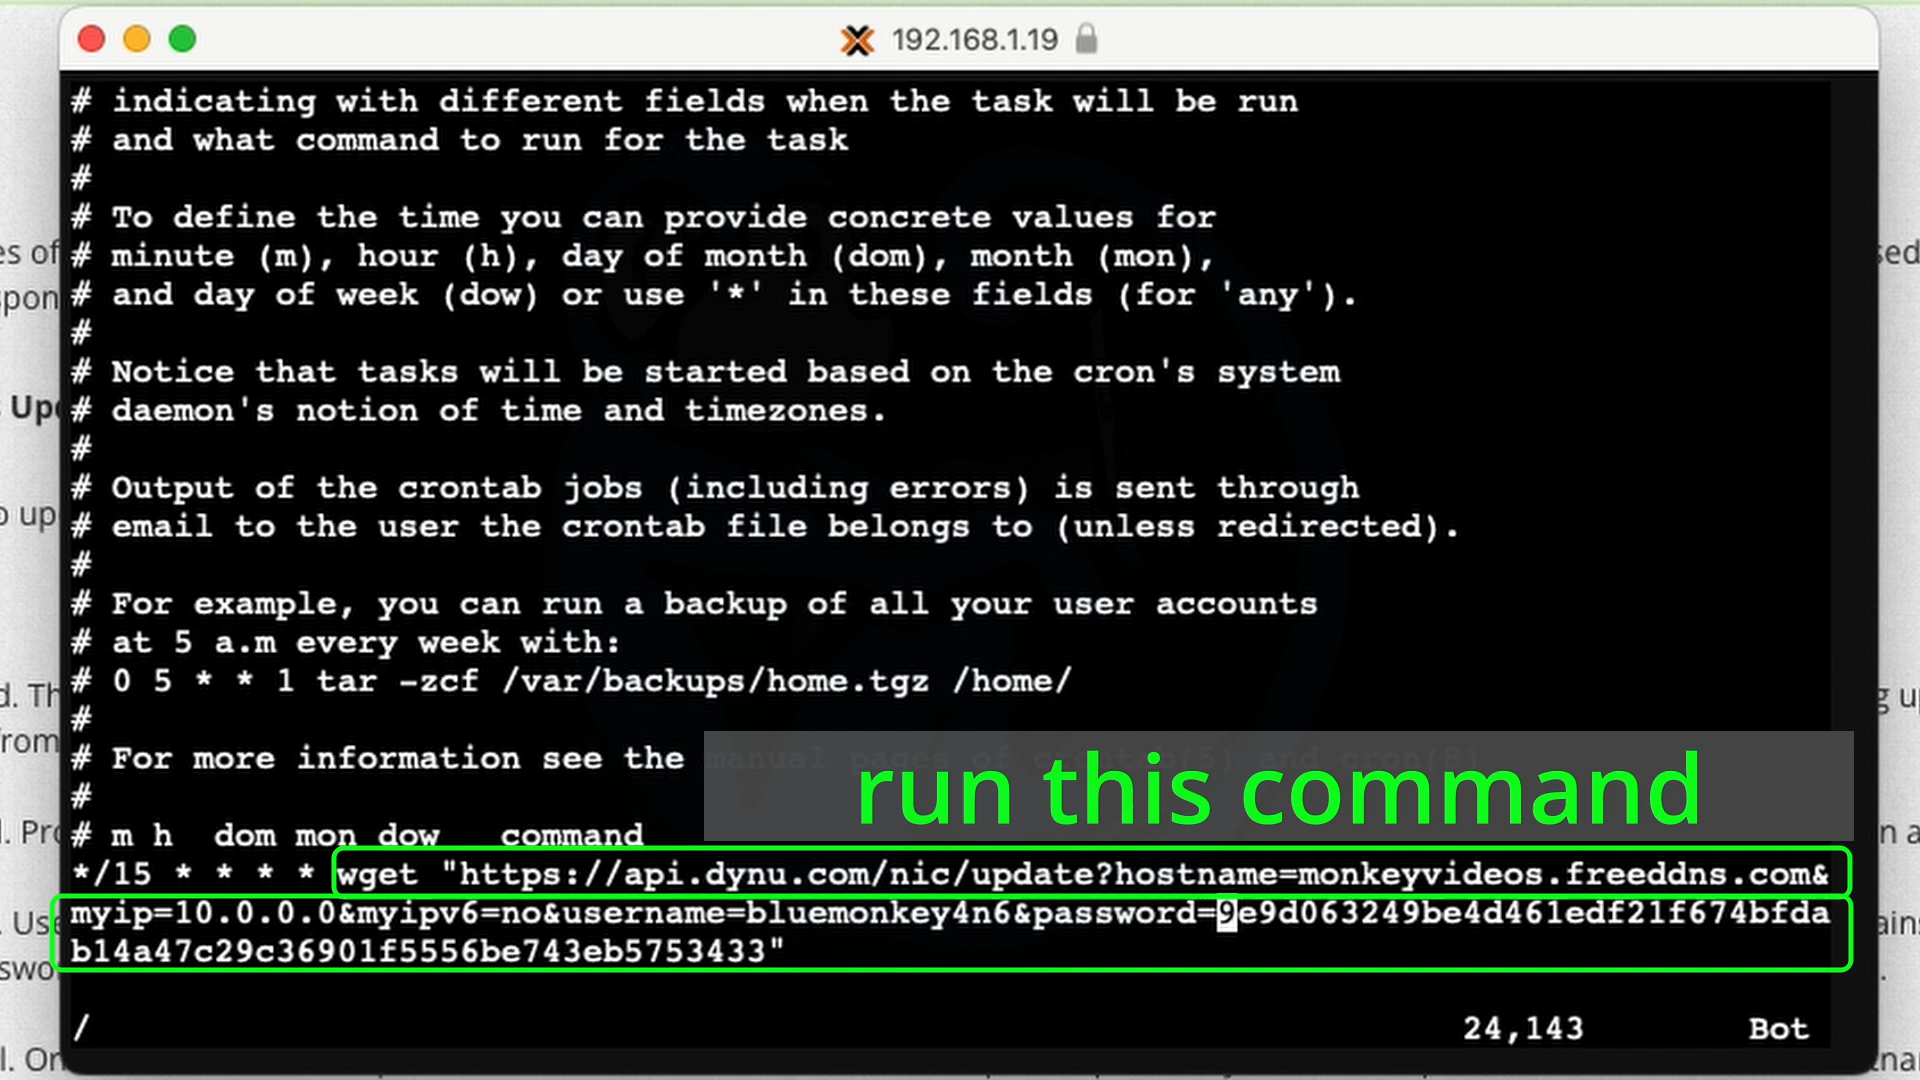 192.168.1.19
# indicating with different fields when the task will be run
# and what command to run for the task
#
# To define the time you can provide concrete values for
# minute (m), hour (h), day of month (dom), month (mon),
# and day of week (dow) or use '*' in these fields (for 'any').
#
# Notice that tasks will be started based on the cron's system
# daemon's notion of time and timezones.
#
# Output of the crontab jobs (including errors) is sent through
# email to the user the crontab file belongs to (unless redirected).
#
# For example, you can run a backup of all your user accounts
# at 5 a.m every week with:
# 0 5 * * 1 tar -zcf /var/backups/home.tgz /home/
#
# For more information see the manual pages of crontab(5) and cron(8)
run this command
#
# m h  dom mon dow   command
*/15 * * * * wget "https://api.dynu.com/nic/update?hostname=monkeyvideos.freeddns.com&
myip=10.0.0.0&myipv6=no&username=bluemonkey4n6&password=9e9d063249be4d461edf21f674bfda
b14a47c29c36901f5556be743eb5753433"
/ 24,143 Bot